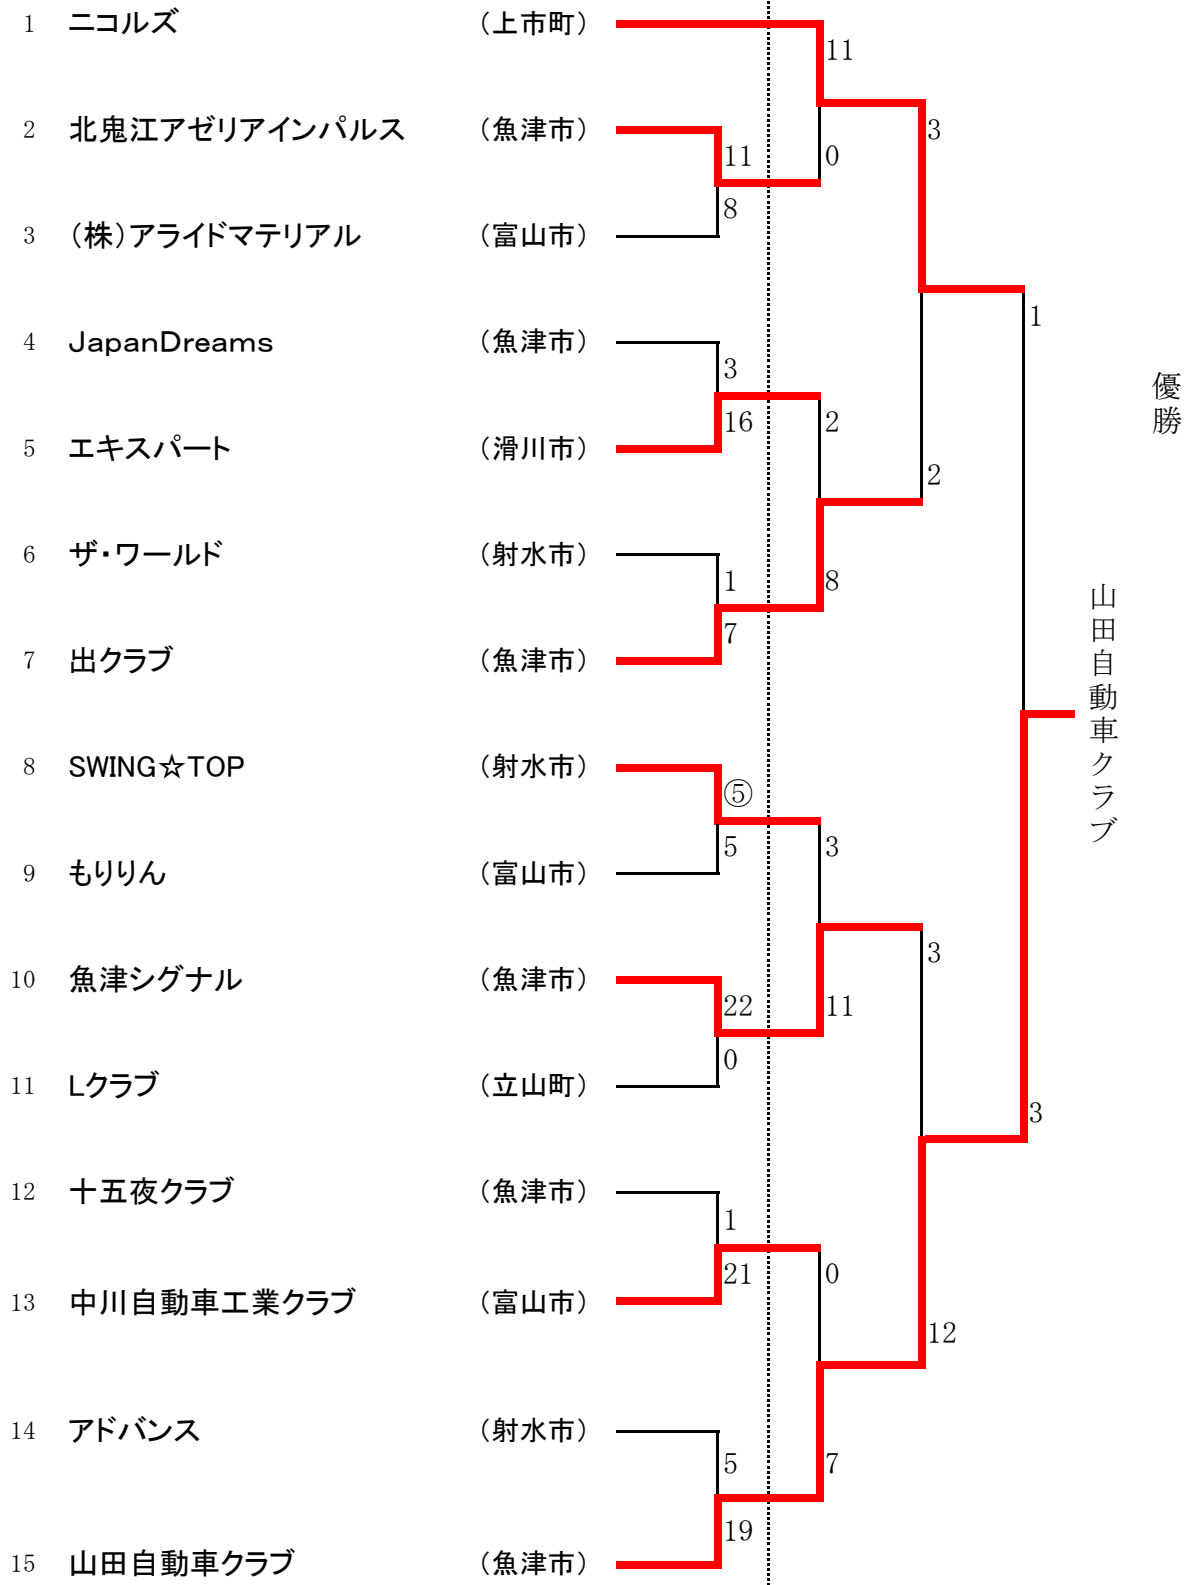 1 ニコルズ （上市町）
11
2 北鬼江アゼリアインパルス （魚津市）
3
11 0
8
3 （株）アライドマテリアル （富山市）
1
4 JapanDreams （魚津市）
3
優勝
16 2
5 エキスパート （滑川市）
2
6 ザ・ワールド （射水市）
1 8
山田自動車クラブ
7
7 出クラブ （魚津市）
8 SWING☆TOP （射水市）
⑤
5 3
9 もりりん （富山市）
3
10 魚津シグナル （魚津市）
22 11
0
11 Lクラブ （立山町）
3
12 十五夜クラブ （魚津市）
1
21 0
13 中川自動車工業クラブ （富山市）
12
14 アドバンス （射水市）
5 7
19
15 山田自動車クラブ （魚津市）